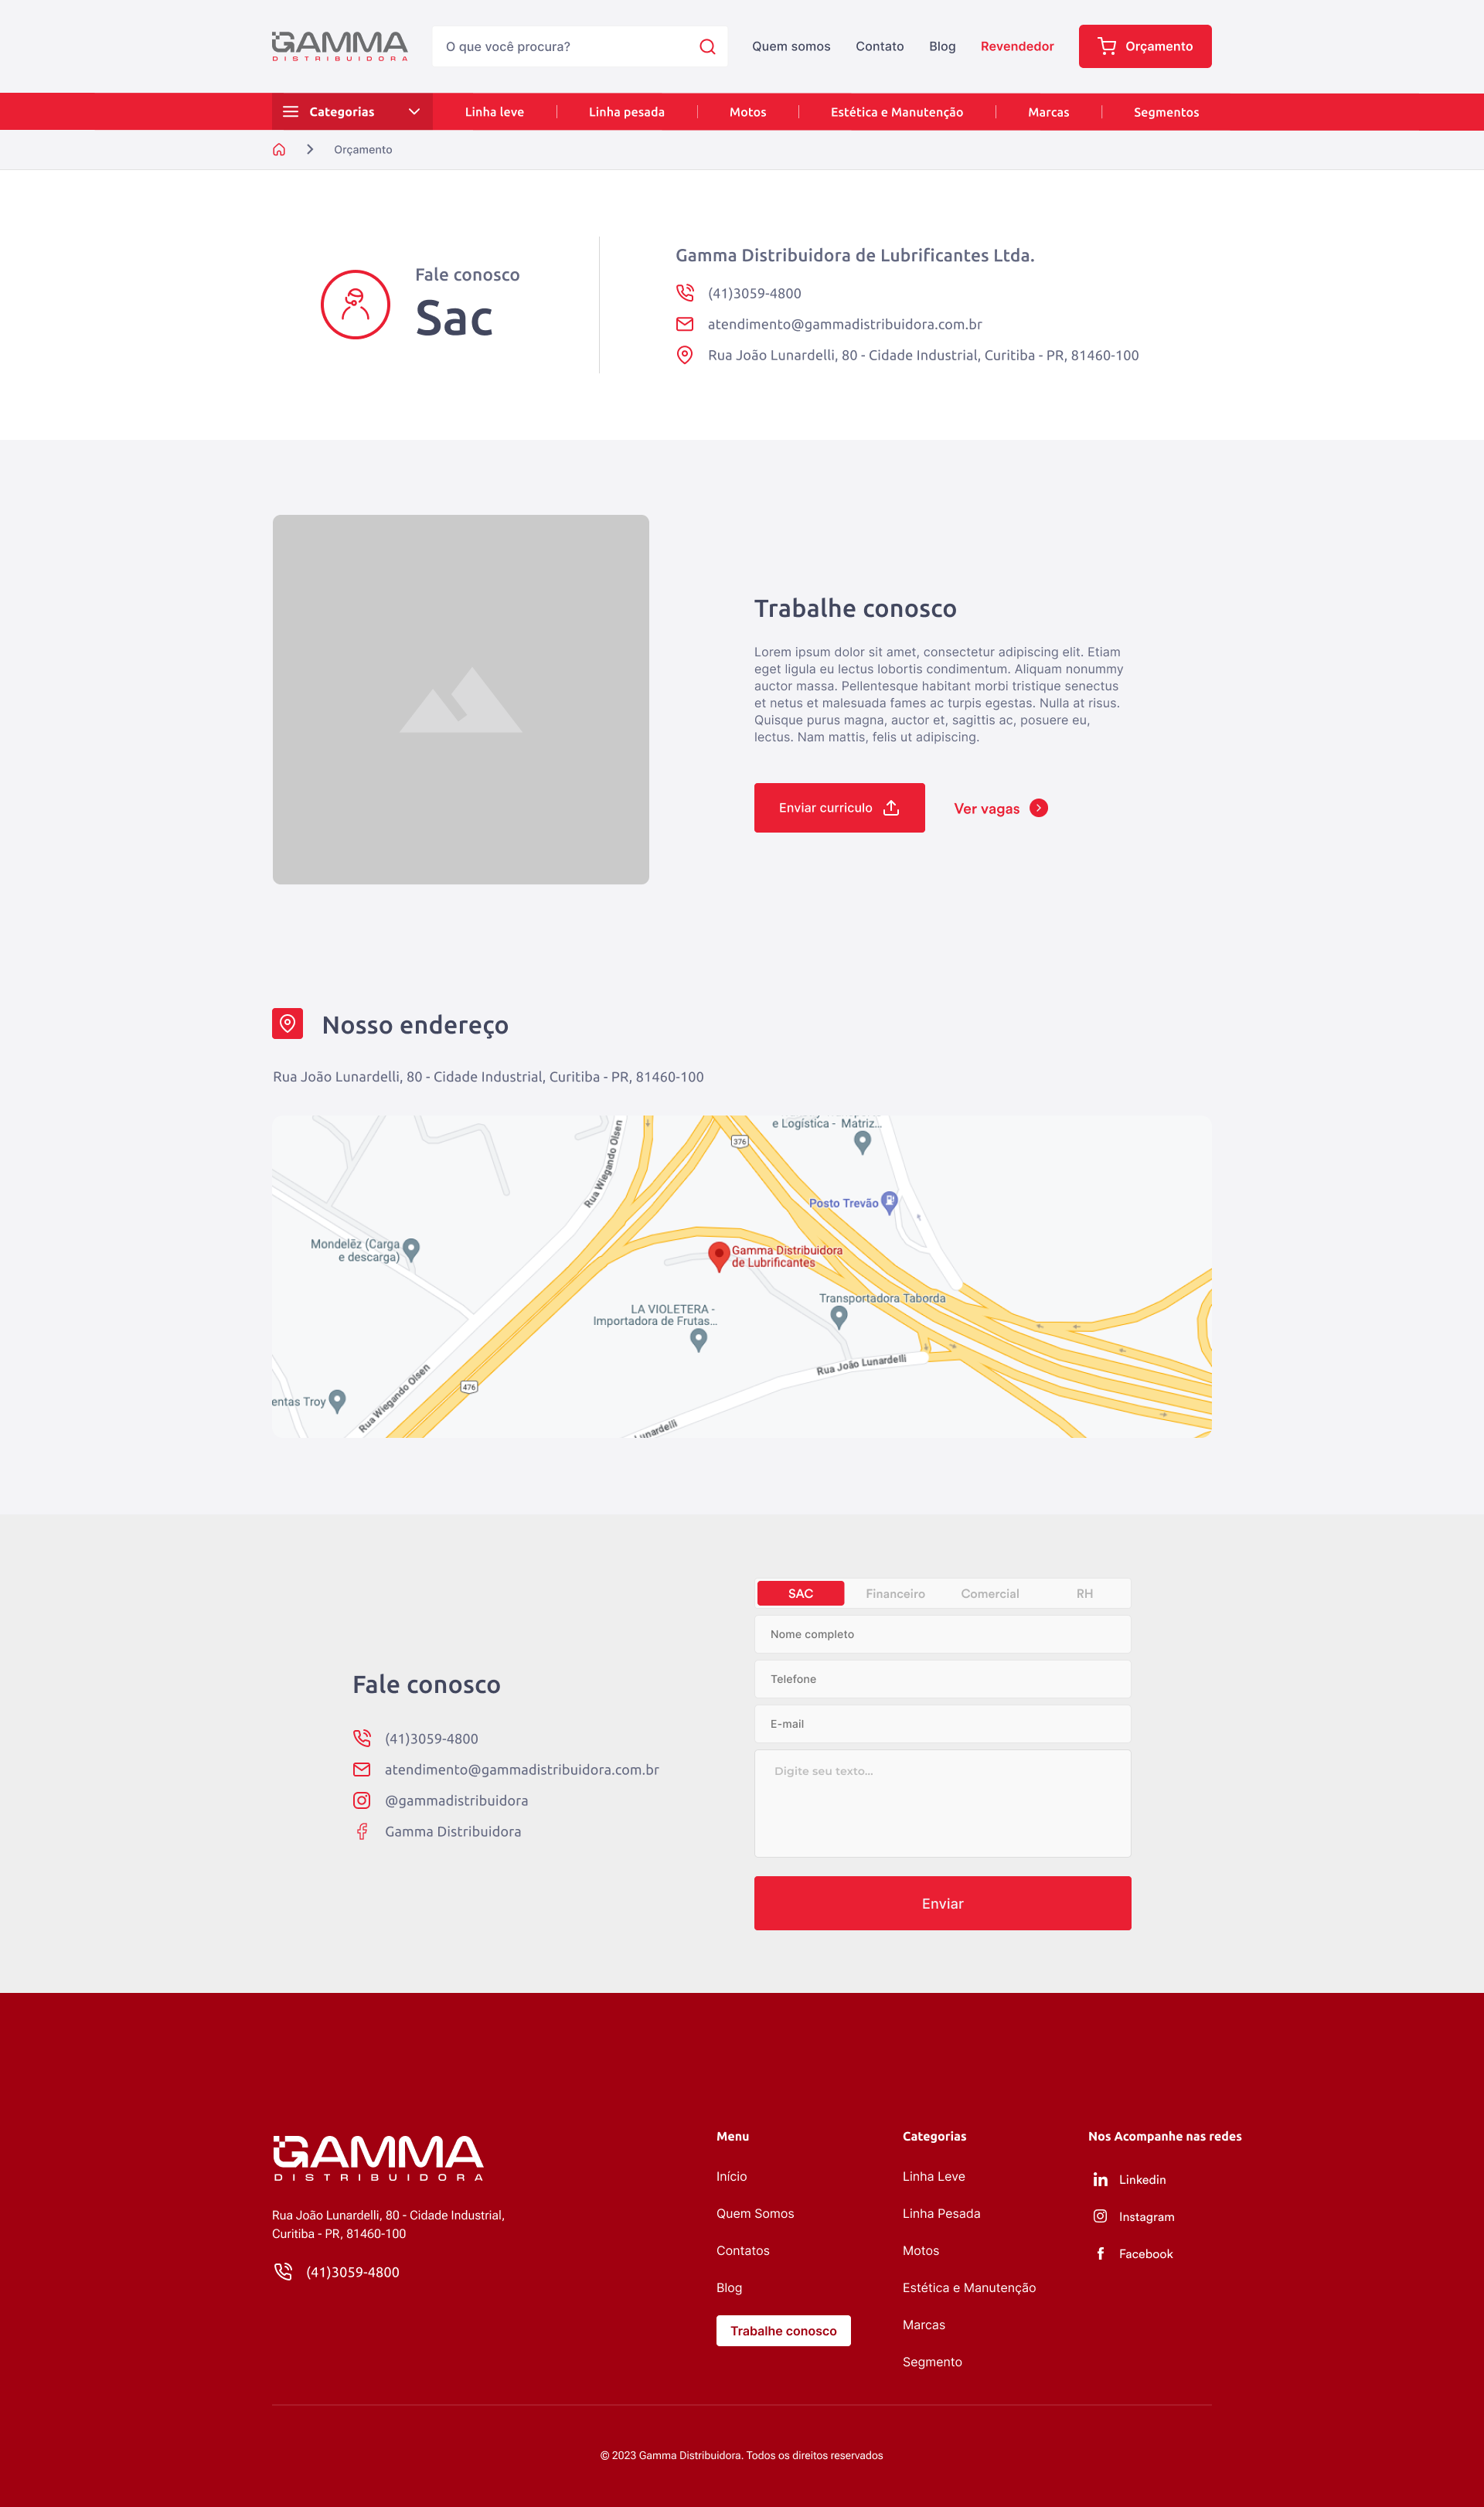 GAMMA
DISTRIBUIDORA
O que você procura?
Quem somos
Contato
Blog
Revendedor
Orçamento
Categorias
Linha leve
Linha pesada
Motos
Estética e Manutenção
Marcas
Segmentos
Orçamento
Fale conosco
Sac
Gamma Distribuidora de Lubrificantes Ltda.
(41)3059-4800
atendimento@gammadistribuidora.com.br
Rua João Lunardelli, 80 - Cidade Industrial, Curitiba - PR, 81460-100
Trabalhe conosco
Lorem ipsum dolor sit amet, consectetur adipiscing elit. Etiam
eget ligula eu lectus lobortis condimentum. Aliquam nonummy
auctor massa. Pellentesque habitant morbi tristique senectus
et netus et malesuada fames ac turpis egestas. Nulla at risus.
Quisque purus magna, auctor et, sagittis ac, posuere eu,
lectus. Nam mattis, felis ut adipiscing.
Enviar curriculo
Ver vagas
Nosso endereço
Rua João Lunardelli, 80 - Cidade Industrial, Curitiba - PR, 81460-100
e Logística - Matriz...
376
Rua Wiegando Olsen
Posto Trevão
Mondelēz (Carga
e descarga)
Gamma Distribuidora
de Lubrificantes
Transportadora Taborda
LA VIOLETERA -
Importadora de Frutas...
Rua João Lunardelli
476
Rua Wiegando Olsen
entas Troy
Lunardelli
SAC
Financeiro
Comercial
RH
Nome completo
Telefone
E-mail
Digite seu texto...
Enviar
Fale conosco
(41)3059-4800
atendimento@gammadistribuidora.com.br
@gammadistribuidora
Gamma Distribuidora
GAMMA
DISTRIBUIDORA
Rua João Lunardelli, 80 - Cidade Industrial,
Curitiba - PR, 81460-100
(41)3059-4800
Menu
Início
Quem Somos
Contatos
Blog
Trabalhe conosco
Categorias
Linha Leve
Linha Pesada
Motos
Estética e Manutenção
Marcas
Segmento
Nos Acompanhe nas redes
Linkedin
Instagram
Facebook
© 2023 Gamma Distribuidora. Todos os direitos reservados